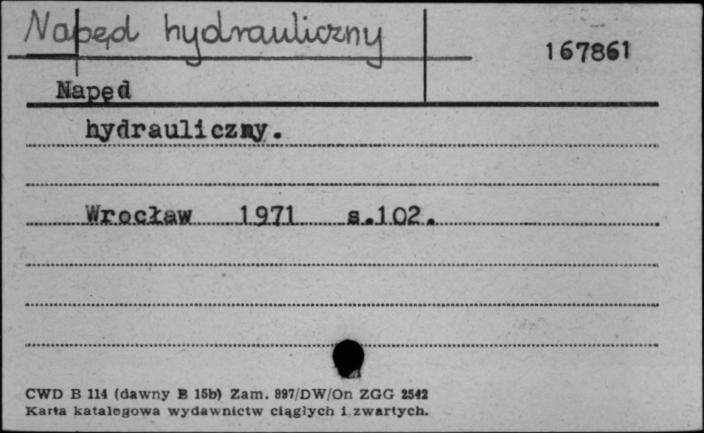 Napęd hydrauliczny
167861
Napęd
hydrauliczny.
Wrocław 1971 s.102.
CWD B 114 (dawny B 15b) Zam. 897/DW/On ZGG 2542
Karta katalogowa wydawnictw ciągłych i zwartych.